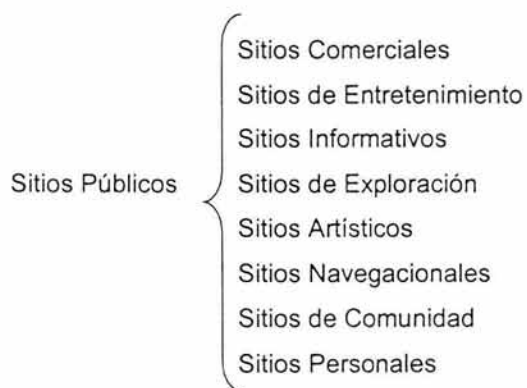 Sitios Comerciales
Sitios de Entretenimiento
Sitios Informativos
Sitios Públicos
Sitios de Exploración
Sitios Artísticos
Sitios Navegacionales
Sitios de Comunidad
Sitios Personales